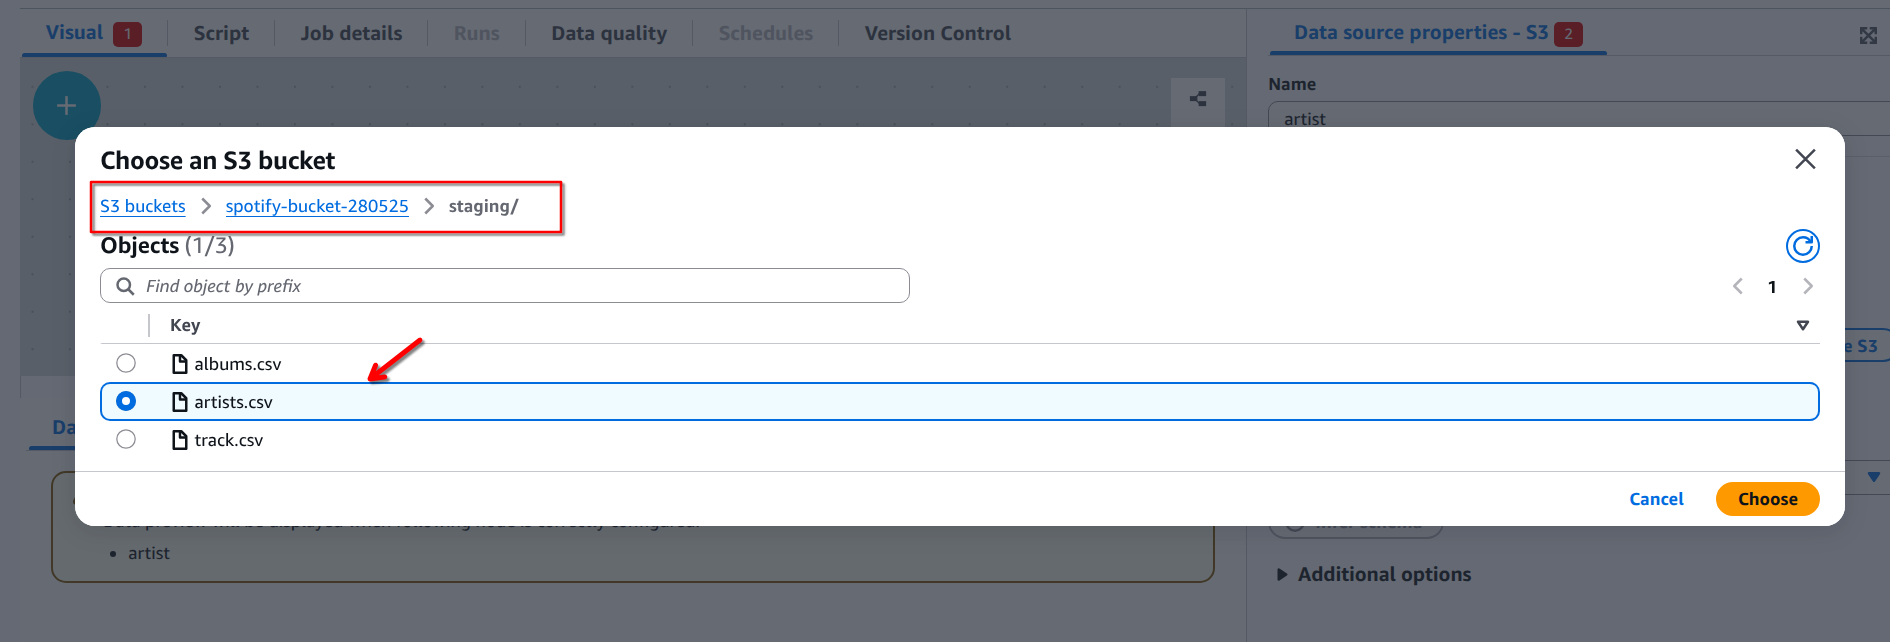 Visual 1 Script Job details Runs Data quality Schedules Version Control
Data source properties - S3 2
Name
artist
Choose an S3 bucket
S3 buckets spotify-bucket-280525 staging/
Objects (1/3)
Find object by prefix
1
Key
albums.csv
artists.csv
track.csv
Cancel Choose
e S3
Da
artist
Additional options